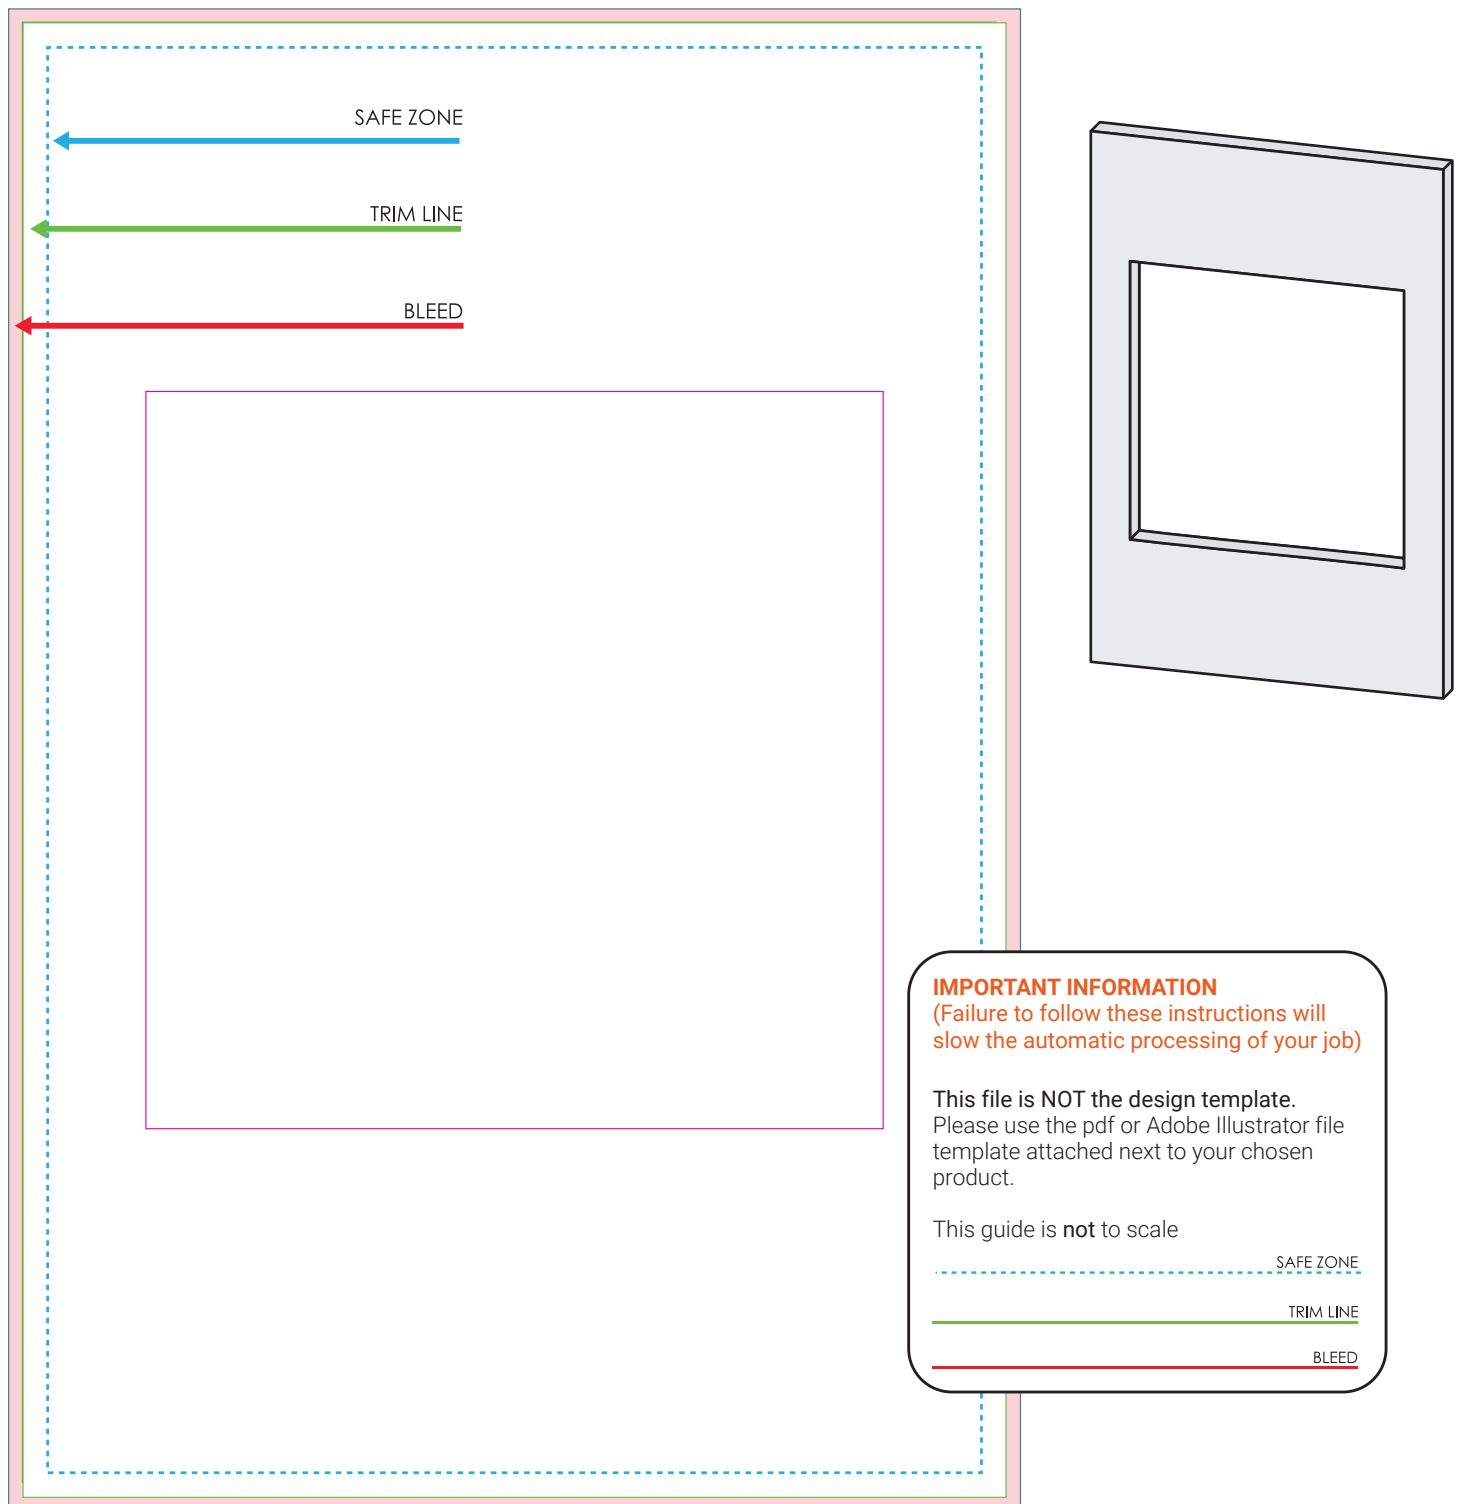 SAFE ZONE
TRIM LINE
BLEED
IMPORTANT INFORMATION
(Failure to follow these instructions will
slow the automatic processing of your job)
This file is NOT the design template.
Please use the pdf or Adobe Illustrator file
template attached next to your chosen
product.
This guide is not to scale
SAFE ZONE
TRIM LINE
BLEED